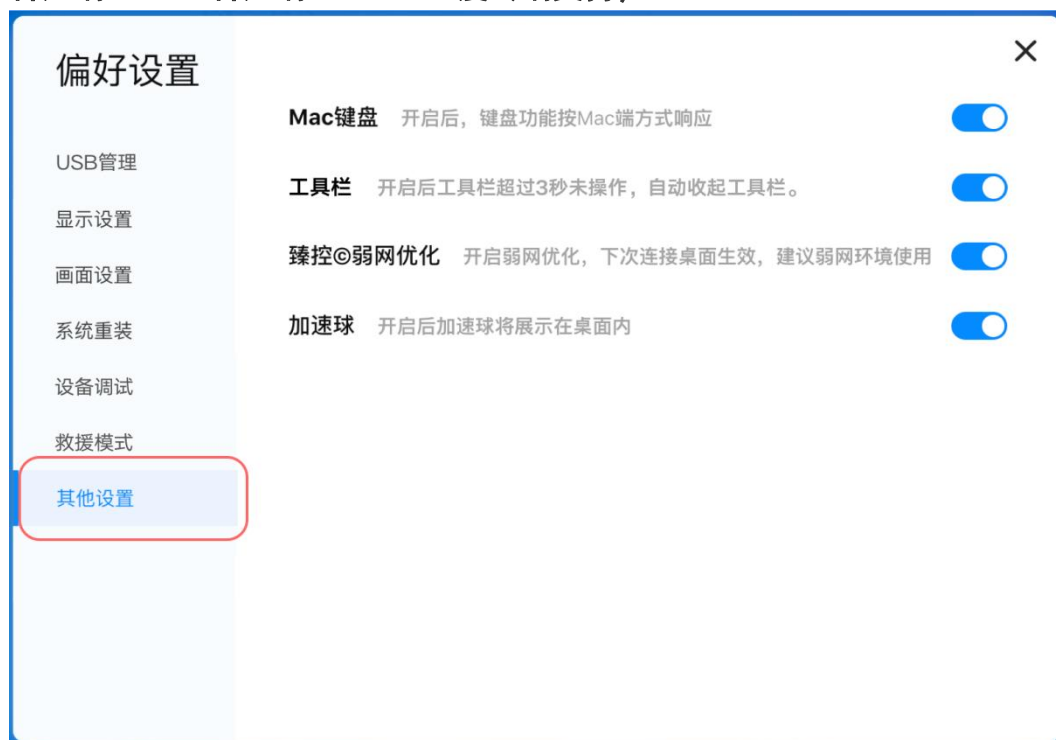 偏好设置
USB管理
显示设置
画面设置
系统重装
设备调试
救援模式
其他设置
Mac键盘 开启后，键盘功能按Mac端方式响应
工具栏 开启后工具栏超过3秒未操作，自动收起工具栏。
臻控©弱网优化 开启弱网优化，下次连接桌面生效，建议弱网环境使用
加速球 开启后加速球将展示在桌面内